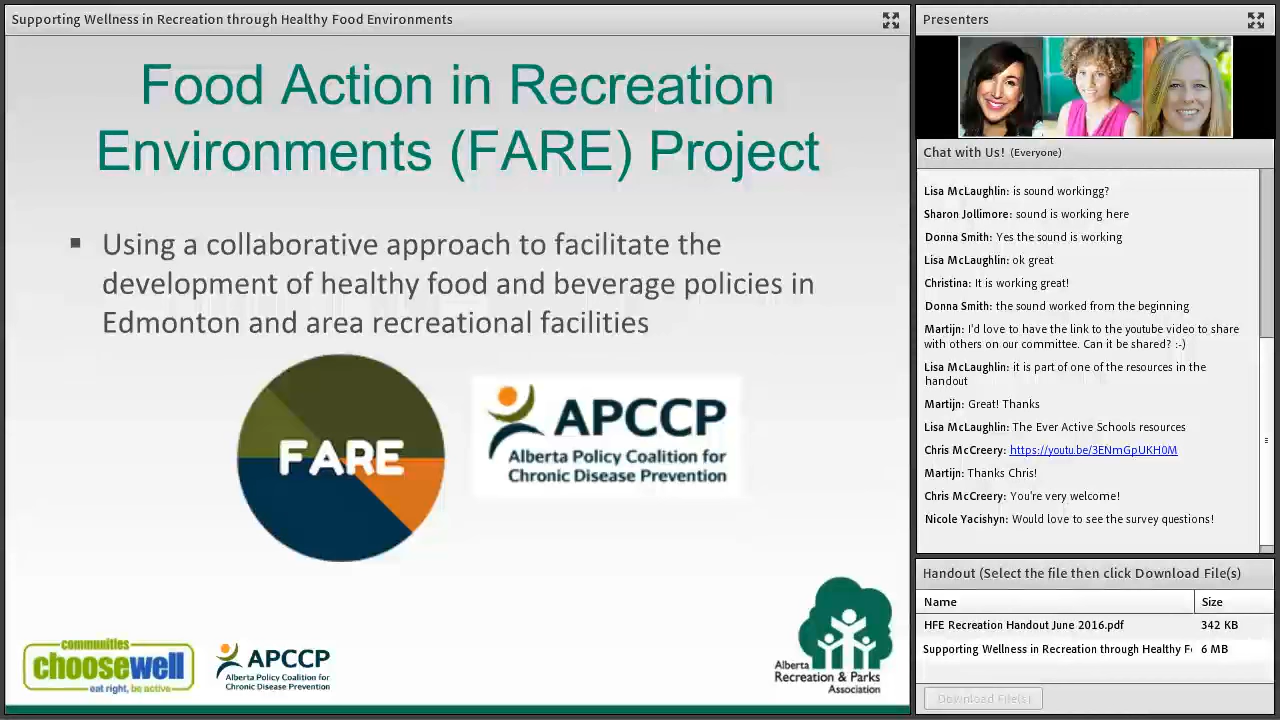 Supporting Wellness in Recreation through Healthy Food Environments
Food Action in Recreation
Environments (FARE) Project
▪ Using a collaborative approach to facilitate the
development of healthy food and beverage policies in
Edmonton and area recreational facilities
FARE
APCCP
Alberta Policy Coalition for
Chronic Disease Prevention
communities
choosewell
eat right, be active
APCCP
Alberta Policy Coalition for
Chronic Disease Prevention
Alberta
Recreation & Parks
Association
Presenters
Chat with Us! (Everyone)
Lisa McLaughlin: is sound workingg?
Sharon Jollimore: sound is working here
Donna Smith: Yes the sound is working
Lisa McLaughlin: ok great
Christina: It is working great!
Donna Smith: the sound worked from the beginning
Martijn: I'd love to have the link to the youtube video to share
with others on our committee. Can it be shared? :-)
Lisa McLaughlin: it is part of one of the resources in the
handout
Martijn: Great! Thanks
Lisa McLaughlin: The Ever Active Schools resources
Chris McCreery: https://youtu.be/3ENmGpUKH0M
Martijn: Thanks Chris!
Chris McCreery: You're very welcome!
Nicole Yacishyn: Would love to see the survey questions!
Handout (Select the file then click Download File(s)
Name Size
HFE Recreation Handout June 2016.pdf 342 KB
Supporting Wellness in Recreation through Healthy F 6 MB
Download File(s)